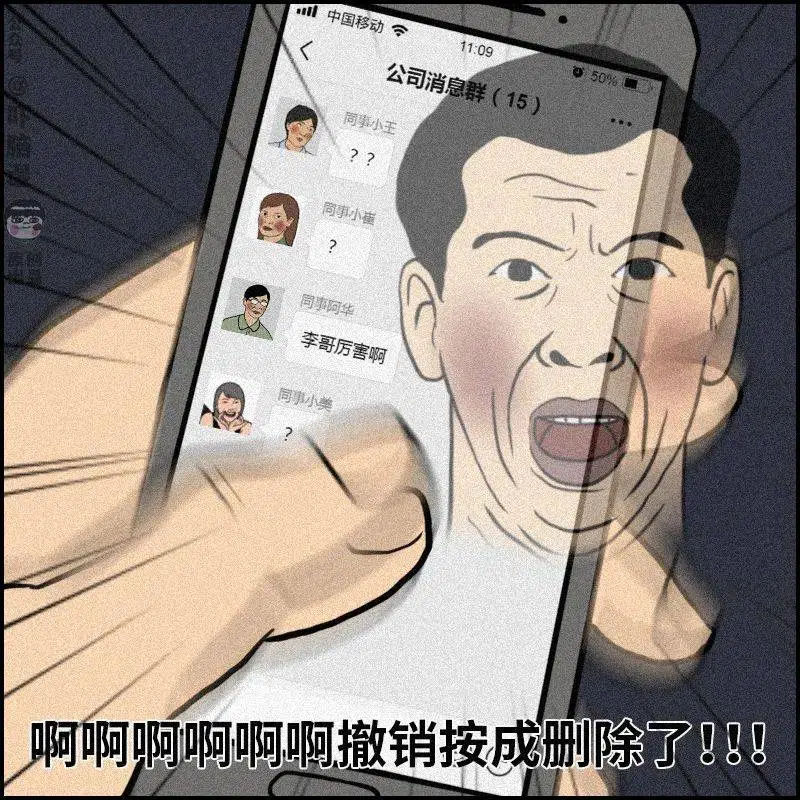 中国移动
11:09
50%
公司消息群（15）
同事小王
？？
同事小崔
？
同事阿华
李哥厉害啊
同事小美
？
啊啊啊啊啊啊撤销按成删除了！！！